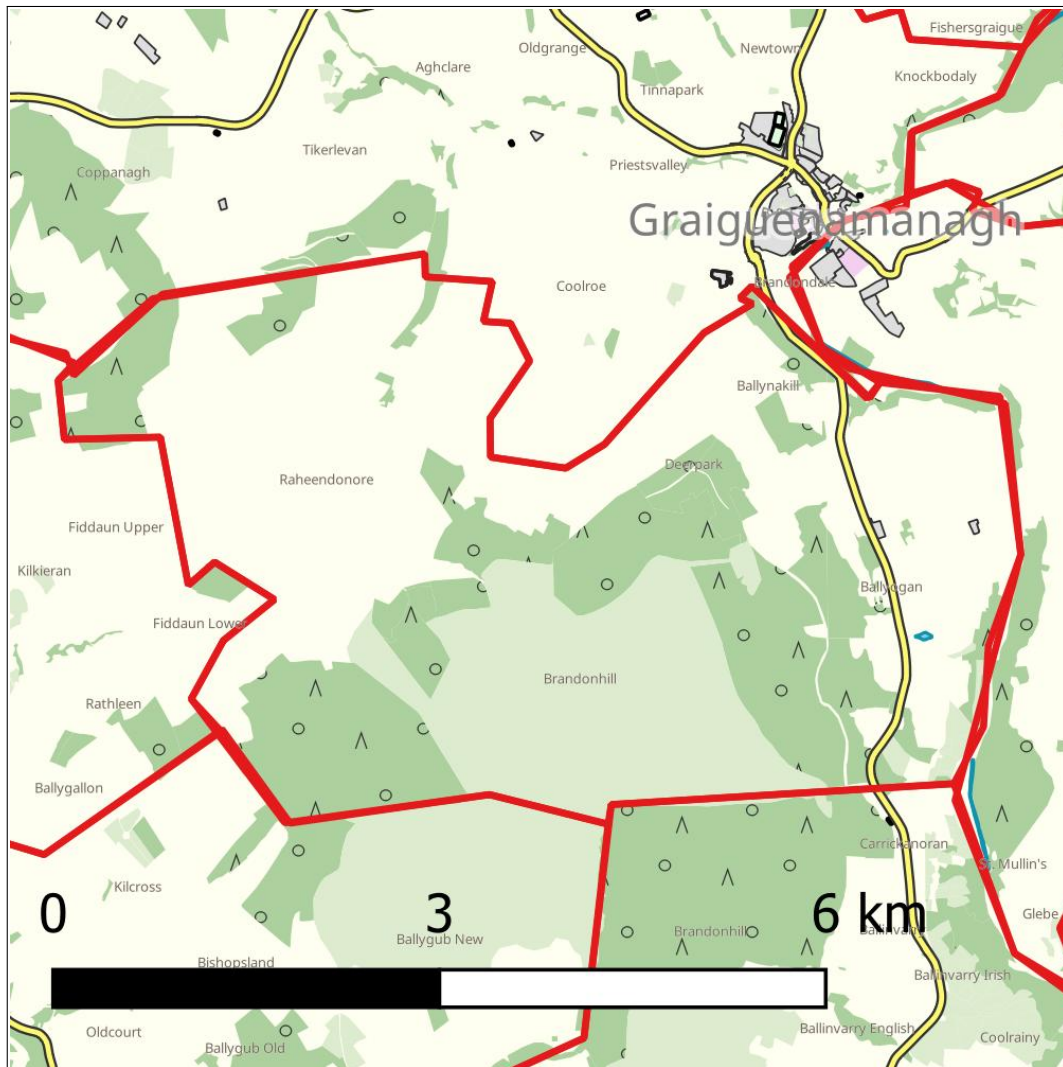 Fishersgraigue
Oldgrange
Newtown
Aghclare
Knockbodaly
Tinnapark
Tikerlevan
Priestsvalley
Coppanagh
Graiguenamanagh
Coolroe
Brandondale
Ballynakill
Deerpark
Raheendonore
Fiddaun Upper
Kilkieran
Ballyogan
Fiddaun Lower
Brandonhill
Rathleen
Ballygallon
Carrickanoran
St. Mullin's
Kilcross
0 3 6 km
Glebe
Brandonhill
Ballygub New
Bishopsland
Ballinvarry Irish
Oldcourt
Ballinvarry English
Coolrainy
Ballygub Old